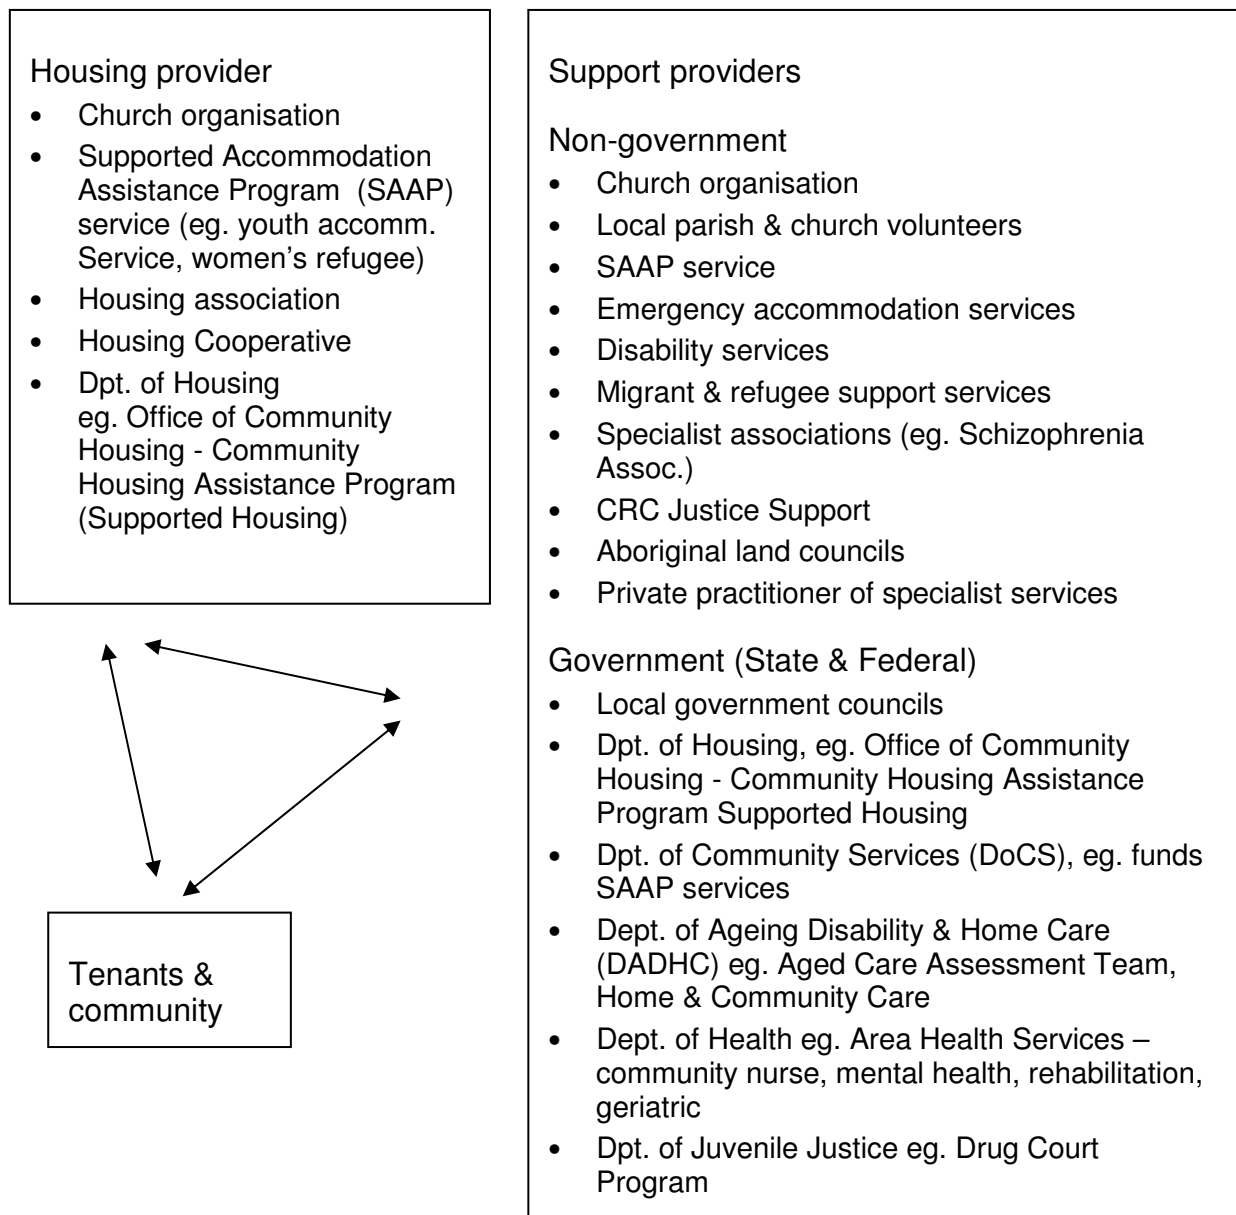 Housing provider
• Church organisation
• Supported Accommodation
Assistance Program (SAAP)
service (eg. youth accomm.
Service, women's refugee)
• Housing association
• Housing Cooperative
• Dpt. of Housing
eg. Office of Community
Housing - Community
Housing Assistance Program
(Supported Housing)
Tenants &
community
Support providers
Non-government
• Church organisation
• Local parish & church volunteers
• SAAP service
• Emergency accommodation services
• Disability services
• Migrant & refugee support services
• Specialist associations (eg. Schizophrenia
Assoc.)
• CRC Justice Support
• Aboriginal land councils
• Private practitioner of specialist services
Government (State & Federal)
• Local government councils
• Dpt. of Housing, eg. Office of Community
Housing - Community Housing Assistance
Program Supported Housing
• Dpt. of Community Services (DoCS), eg. funds
SAAP services
• Dept. of Ageing Disability & Home Care
(DADHC) eg. Aged Care Assessment Team,
Home & Community Care
• Dept. of Health eg. Area Health Services –
community nurse, mental health, rehabilitation,
geriatric
• Dpt. of Juvenile Justice eg. Drug Court
Program